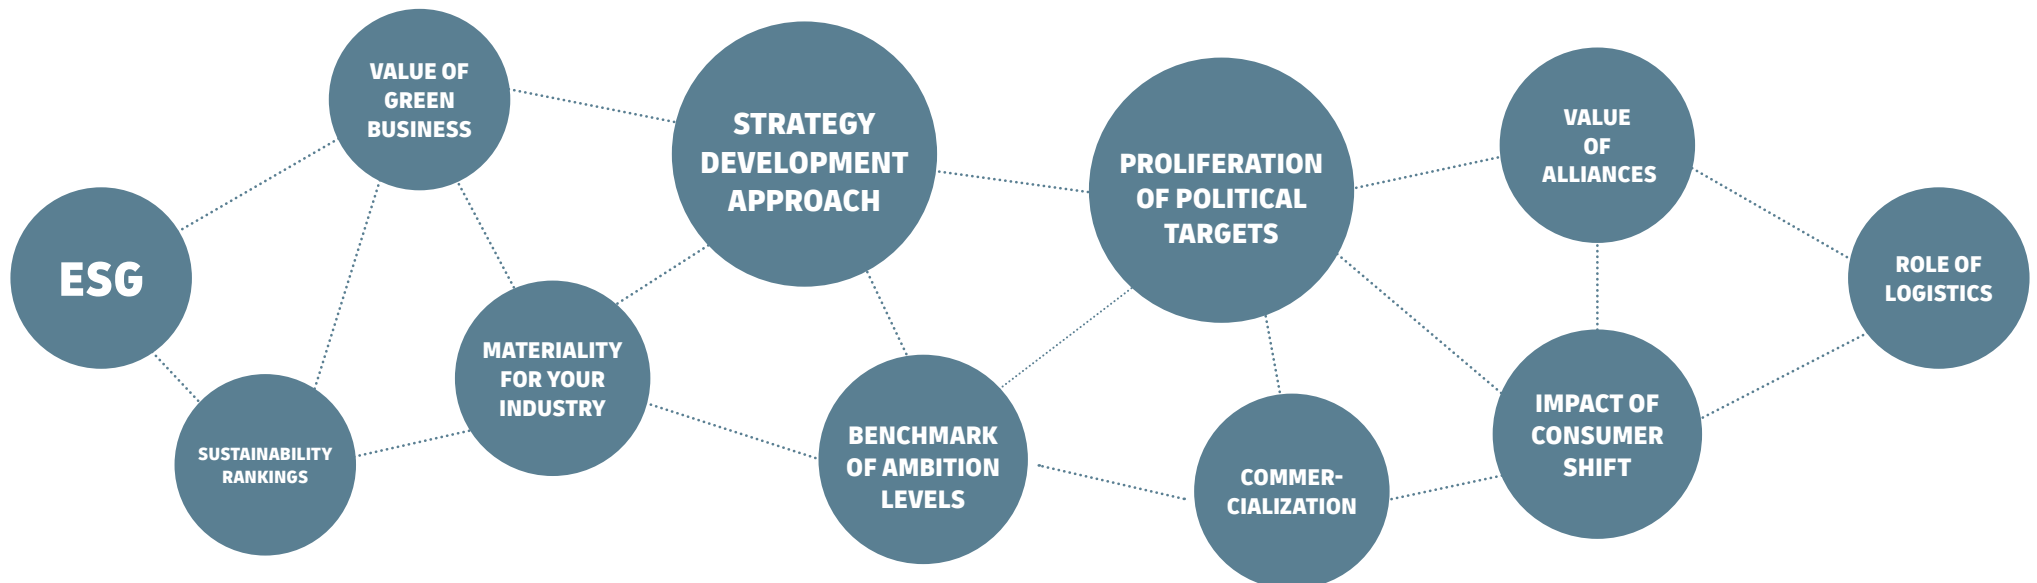 VALUE OF
GREEN
BUSINESS
STRATEGY
DEVELOPMENT
APPROACH
PROLIFERATION
OF POLITICAL
TARGETS
VALUE
OF
ALLIANCES
ESG
ROLE OF
LOGISTICS
MATERIALITY
FOR YOUR
INDUSTRY
SUSTAINABILITY
RANKINGS
BENCHMARK
OF AMBITION
LEVELS
COMMER-
CIALIZATION
IMPACT OF
CONSUMER
SHIFT